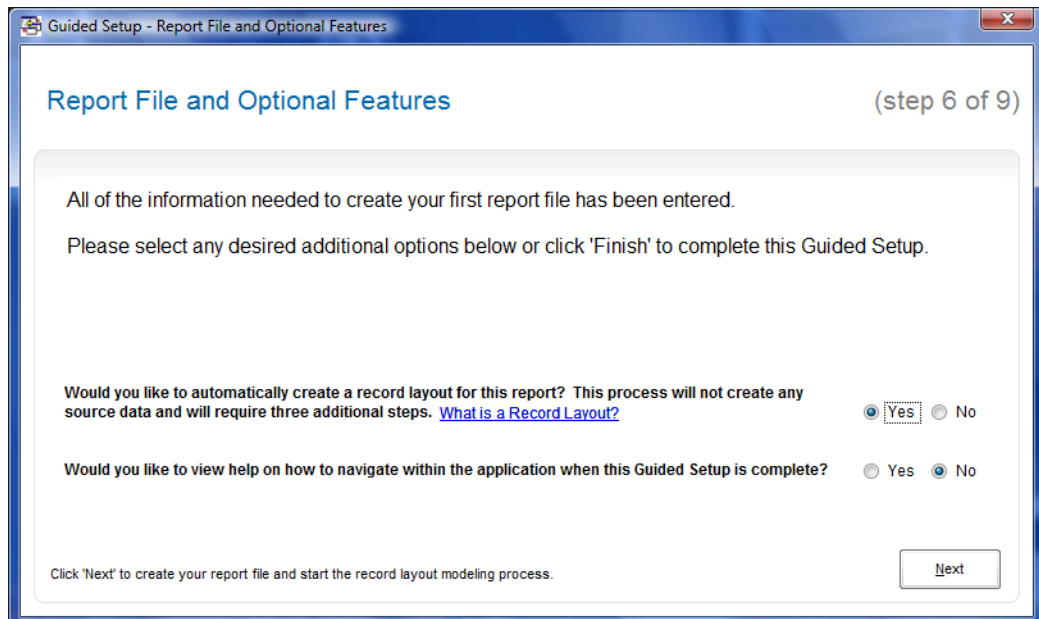 Guided Setup - Report File and Optional Features
x
Report File and Optional Features
(step 6 of 9)
All of the information needed to create your first report file has been entered.
Please select any desired additional options below or click 'Finish' to complete this Guided Setup.
Would you like to automatically create a record layout for this report?  This process will not create any
source data and will require three additional steps.  What is a Record Layout?
Yes
No
Would you like to view help on how to navigate within the application when this Guided Setup is complete?
Yes
No
Click 'Next' to create your report file and start the record layout modeling process.
Next